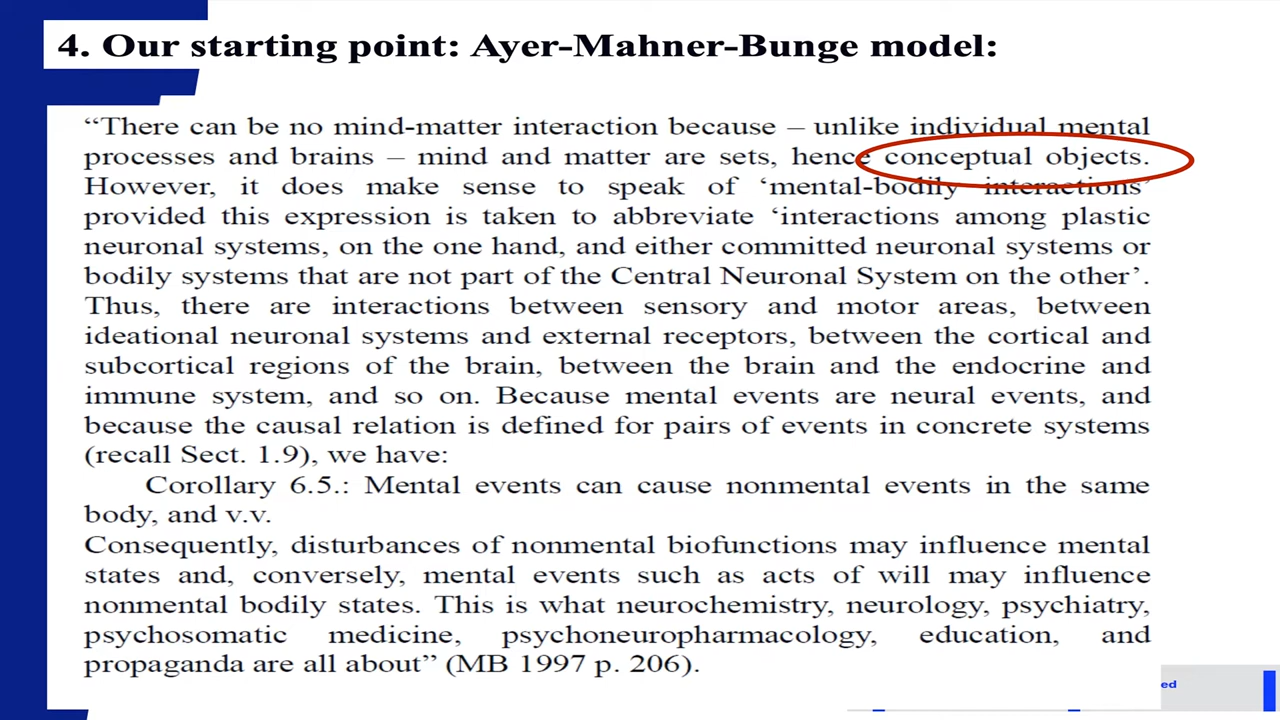 4. Our starting point: Ayer-Mahner-Bunge model:
“There can be no mind-matter interaction because – unlike individual mental
processes and brains – mind and matter are sets, hence conceptual objects.
However, it does make sense to speak of ‘mental-bodily interactions’
provided this expression is taken to abbreviate ‘interactions among plastic
neuronal systems, on the one hand, and either committed neuronal systems or
bodily systems that are not part of the Central Neuronal System on the other’.
Thus, there are interactions between sensory and motor areas, between
ideational neuronal systems and external receptors, between the cortical and
subcortical regions of the brain, between the brain and the endocrine and
immune system, and so on. Because mental events are neural events, and
because the causal relation is defined for pairs of events in concrete systems
(recall Sect. 1.9), we have:
Corollary 6.5.: Mental events can cause nonmental events in the same
body, and v.v.
Consequently, disturbances of nonmental biofunctions may influence mental
states and, conversely, mental events such as acts of will may influence
nonmental bodily states. This is what neurochemistry, neurology, psychiatry,
psychosomatic medicine, psychoneuropharmacology, education, and
propaganda are all about” (MB 1997 p. 206).
ed